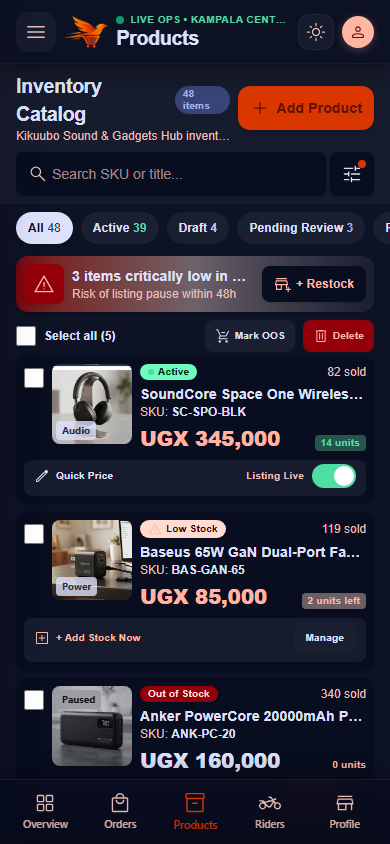 LIVE OPS • KAMPALA CENT...
Products
Inventory
Catalog
48
items
+ Add Product
Kikuubo Sound & Gadgets Hub invent...
Search SKU or title...
All 48
Active 39
Draft 4
Pending Review 3
3 items critically low in ...
Risk of listing pause within 48h
+ Restock
Select all (5)
Mark OOS
Delete
Active
82 sold
SoundCore Space One Wireles...
SKU: SC-SPO-BLK
Audio
UGX 345,000
14 units
Quick Price
Listing Live
Low Stock
119 sold
Baseus 65W GaN Dual-Port Fa...
SKU: BAS-GAN-65
Power
UGX 85,000
2 units left
+ Add Stock Now
Manage
Paused
Out of Stock
340 sold
Anker PowerCore 20000mAh P...
SKU: ANK-PC-20
UGX 160,000
0 units
Overview
Orders
Products
Riders
Profile